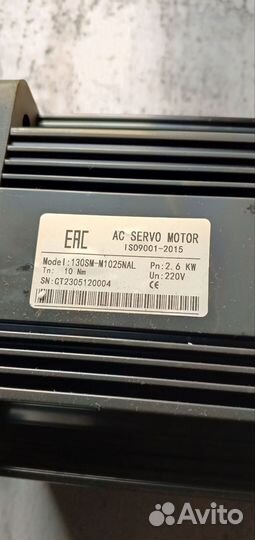 EAC AC SERVO MOTOR
ISO9001-2015
Model:130SM-M1025NAL Pn:2.6 KW
Tn: 10 Nm Un:220V
SN:GT2305120004 CE
Avito